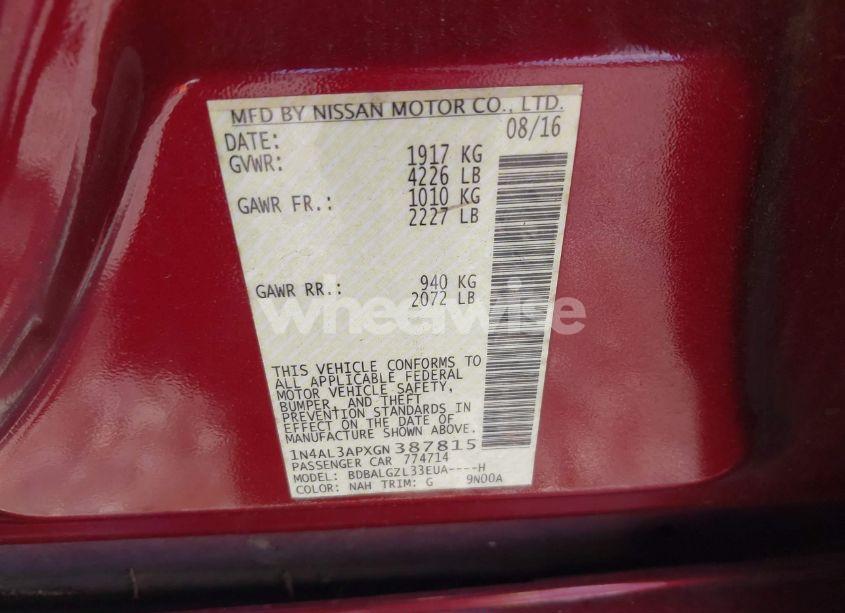 MFD BY NISSAN MOTOR CO., LTD.
DATE: 08/16
GVWR: 1917 KG
4226 LB
GAWR FR.: 1010 KG
2227 LB
GAWR RR.: 940 KG
2072 LB
wheelwise
THIS VEHICLE CONFORMS TO
ALL APPLICABLE FEDERAL
MOTOR VEHICLE SAFETY,
BUMPER, AND THEFT
PREVENTION STANDARDS IN
EFFECT ON THE DATE OF
MANUFACTURE SHOWN ABOVE.
1N4AL3APXGN387815
PASSENGER CAR 774714
MODEL: BDBALGZL33EUA----H
COLOR: NAH TRIM: G 9N00A